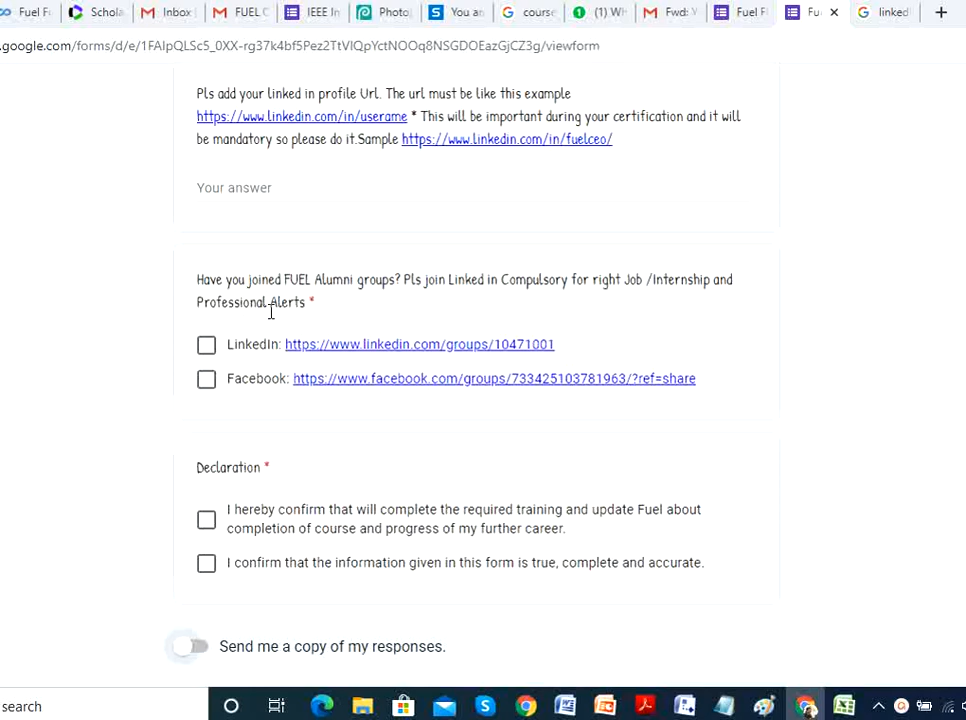 Fuel F
Schola
Inbox
FUEL C
IEEE In
Photo
You an
course
(1) Wh
Fwd: V
Fuel Fl
Fu
linked
.google.com/forms/d/e/1FAIpQLSc5_0XX-rg37k4bf5Pez2TtVIQpYctNOOq8NSGDOEazGjCZ3g/viewform
Pls add your linked in profile Url. The url must be like this example
https://www.linkedin.com/in/userame * This will be important during your certification and it will
be mandatory so please do it.Sample https://www.linkedin.com/in/fuelceo/
Your answer
Have you joined FUEL Alumni groups? Pls join Linked in Compulsory for right Job /Internship and
Professional Alerts *
LinkedIn: https://www.linkedin.com/groups/10471001
Facebook: https://www.facebook.com/groups/733425103781963/?ref=share
Declaration *
I hereby confirm that will complete the required training and update Fuel about
completion of course and progress of my further career.
I confirm that the information given in this form is true, complete and accurate.
Send me a copy of my responses.
search